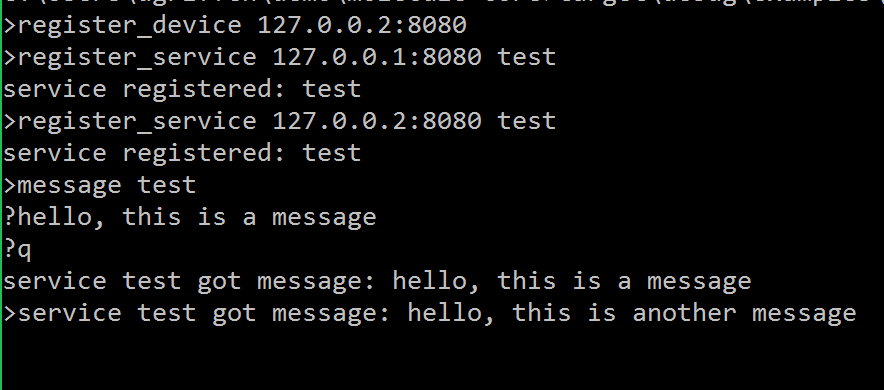 >register_device 127.0.0.2:8080
>register_service 127.0.0.1:8080 test
service registered: test
>register_service 127.0.0.2:8080 test
service registered: test
>message test
?hello, this is a message
?q
service test got message: hello, this is a message
>service test got message: hello, this is another message